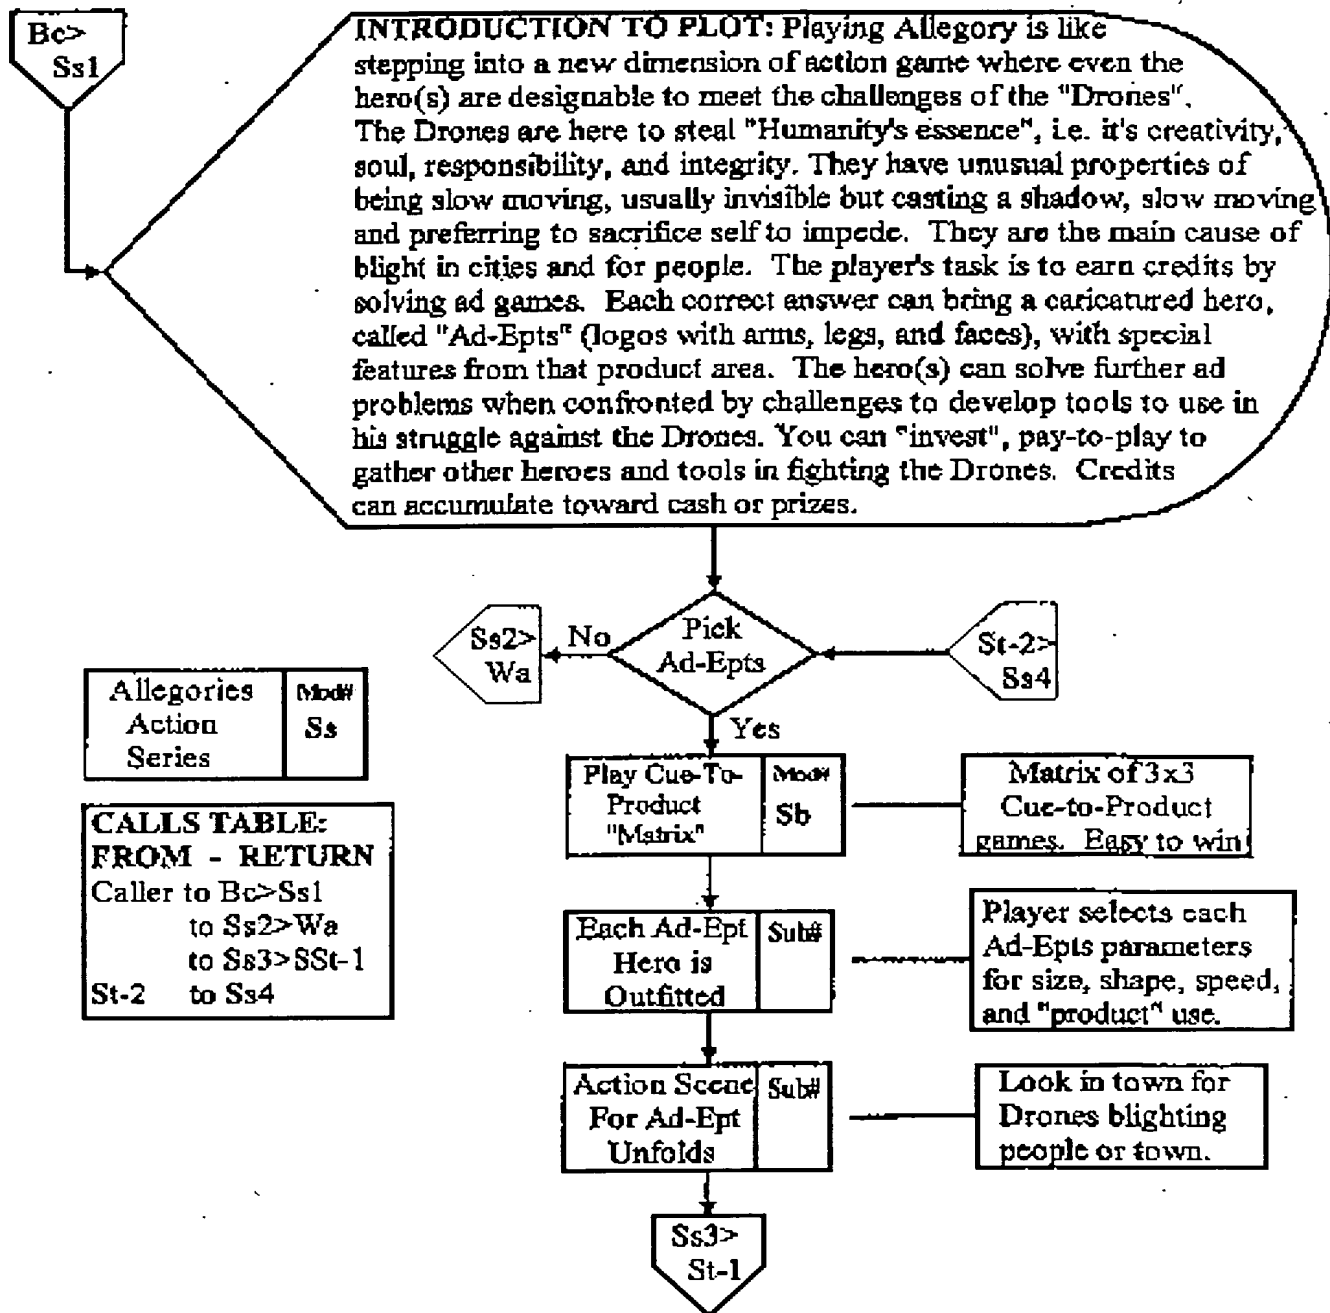 Bc>
Ss1
INTRODUCTION TO PLOT: Playing Allegory is like
stepping into a new dimension of action game where even the
hero(s) are designable to meet the challenges of the "Drones".
The Drones are here to steal "Humanity's essence", i.e. it's creativity,
soul, responsibility, and integrity. They have unusual properties of
being slow moving, usually invisible but casting a shadow, slow moving
and preferring to sacrifice self to impede. They are the main cause of
blight in cities and for people. The player's task is to earn credits by
solving ad games. Each correct answer can bring a caricatured hero,
called "Ad-Epts" (logos with arms, legs, and faces), with special
features from that product area. The hero(s) can solve further ad
problems when confronted by challenges to develop tools to use in
his struggle against the Drones. You can "invest", pay-to-play to
gather other heroes and tools in fighting the Drones. Credits
can accumulate toward cash or prizes.
Ss2>
Wa
No
Pick
Ad-Epts
St-2>
Ss4
Yes
Allegories
Action
Series
Mod#
Ss
Play Cue-To-
Product
"Matrix"
Mod#
Sb
Matrix of 3x3
Cue-to-Product
games. Easy to win
CALLS TABLE:
FROM - RETURN
Caller to Bc>Ss1
to Ss2>Wa
to Ss3>SSt-1
St-2 to Ss4
Each Ad-Ept
Hero is
Outfitted
Sub#
Player selects each
Ad-Epts parameters
for size, shape, speed,
and "product" use.
Action Scene
For Ad-Ept
Unfolds
Sub#
Look in town for
Drones blighting
people or town.
Ss3>
St-1